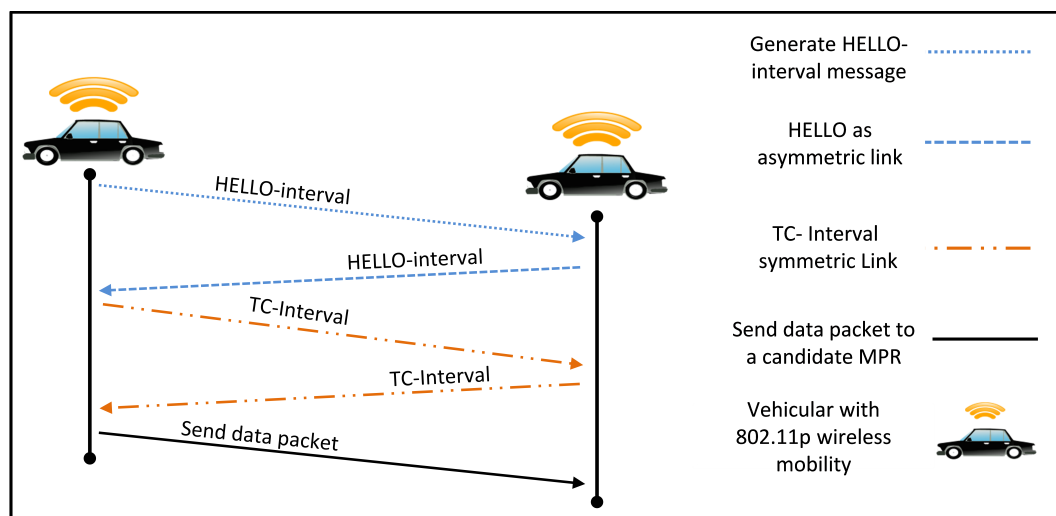 HELLO-interval
HELLO-interval
TC-Interval
TC-Interval
Send data packet
Generate HELLO-
interval message
HELLO as
asymmetric link
TC- Interval
symmetric Link
Send data packet to
a candidate MPR
Vehicular with
802.11p wireless
mobility